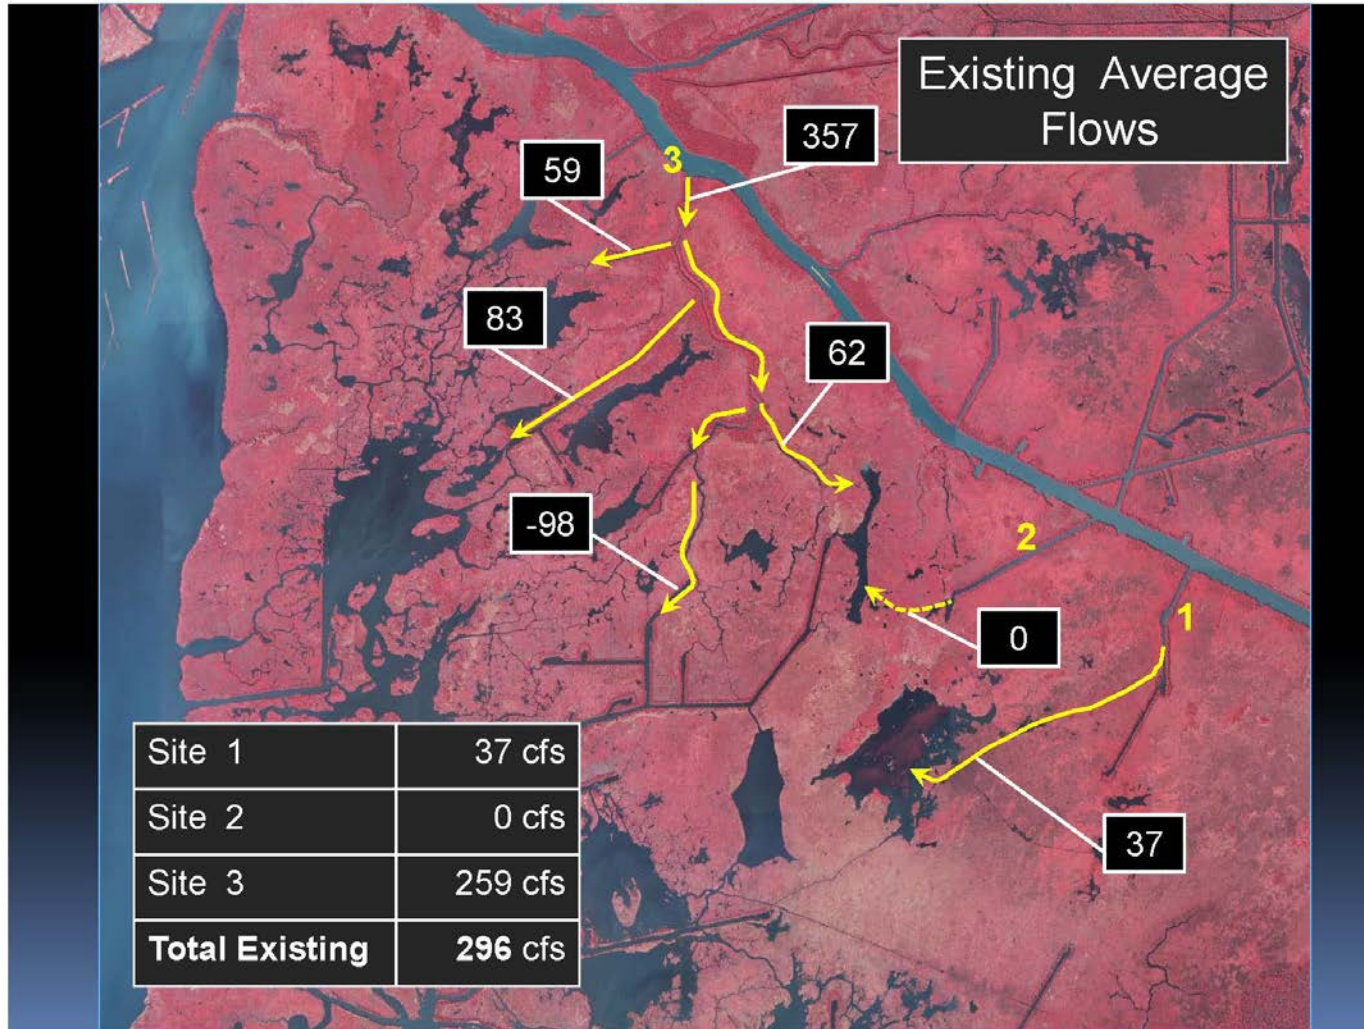 Existing Average
Flows
357
3
59
83
62
-98
2
0
1
37
Site 1 37 cfs
Site 2 0 cfs
Site 3 259 cfs
Total Existing 296 cfs